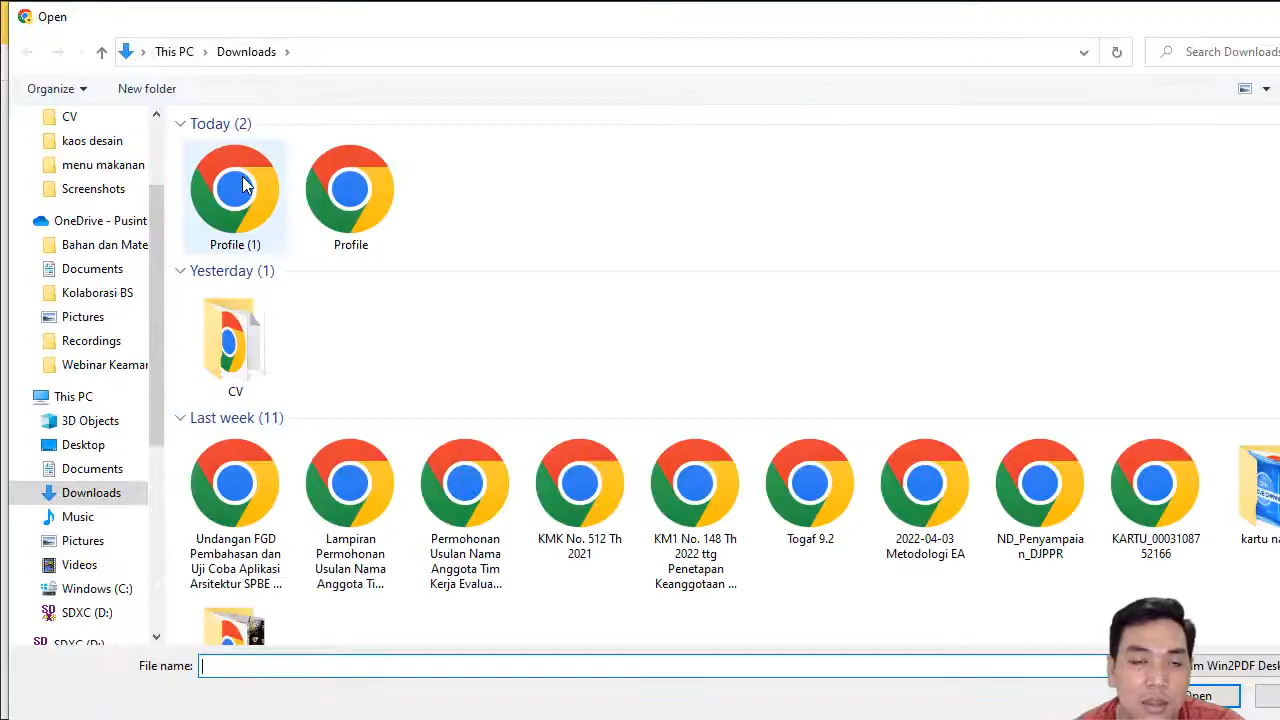 Open
This PC
Downloads
Search Downloads
Organize
New folder
CV
kaos desain
menu makanan
Screenshots
OneDrive - Pusint
Bahan dan Mate
Documents
Kolaborasi BS
Pictures
Recordings
Webinar Keamar
This PC
3D Objects
Desktop
Documents
Downloads
Music
Pictures
Videos
Windows (C:)
SDXC (D:)
SDXC (D:)
Today (2)
Profile (1)
Profile
Yesterday (1)
CV
Last week (11)
Undangan FGD
Pembahasan dan
Uji Coba Aplikasi
Arsitektur SPBE ...
Lampiran
Permohonan
Usulan Nama
Anggota Ti...
Permohonan
Usulan Nama
Anggota Tim
Kerja Evalua...
KMK No. 512 Th
2021
KM1 No. 148 Th
2022 ttg
Penetapan
Keanggotaan ...
Togaf 9.2
2022-04-03
Metodologi EA
ND_Penyampaia
n_DJPPR
KARTU_00031087
52166
kartu na
File name:
m Win2PDF Desk
Open